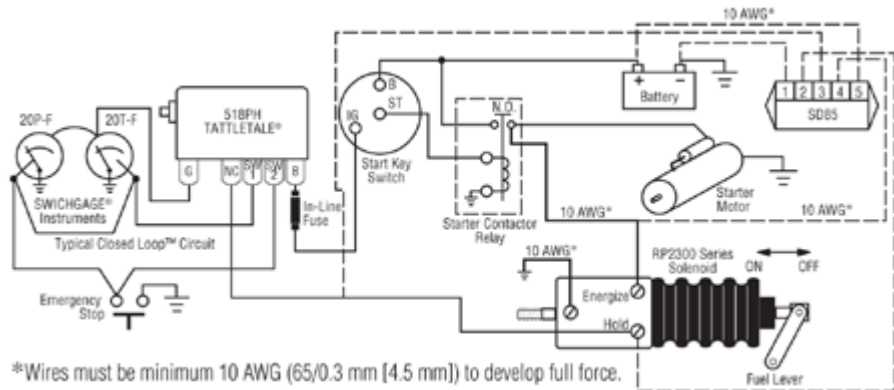 10 AWG*
20P-F
20T-F
518PH
TATTLETALE®
SWICHGAGE®
Instruments
Typical Closed Loop™ Circuit
G
NC
SW
1
SW
2
B
In-Line
Fuse
B
ST
IG
Start Key
Switch
N.O.
Starter Contactor
Relay
+
−
Battery
1 2 3 4 5
SD85
Starter
Motor
10 AWG*
10 AWG*
10 AWG*
RP2300 Series
Solenoid
ON
OFF
Energize
Hold
Fuel Lever
Emergency
Stop
*Wires must be minimum 10 AWG (65/0.3 mm [4.5 mm]) to develop full force.